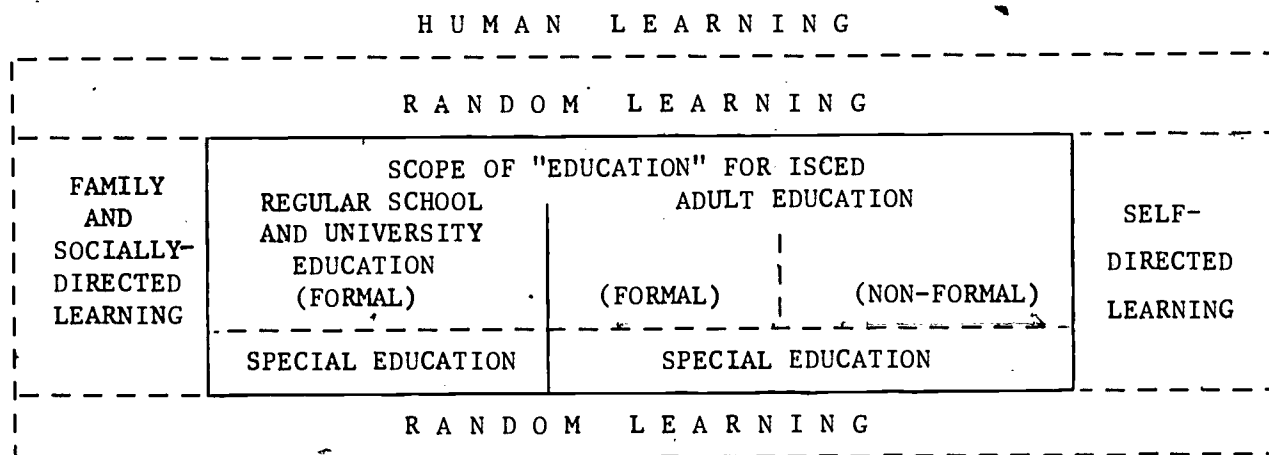 HUMAN LEARNING
RANDOM LEARNING
FAMILY
AND
SOCIALLY-
DIRECTED
LEARNING
SCOPE OF "EDUCATION" FOR ISCED
REGULAR SCHOOL
AND UNIVERSITY
EDUCATION
(FORMAL)
ADULT EDUCATION
(FORMAL)
(NON-FORMAL)
SPECIAL EDUCATION
SPECIAL EDUCATION
SELF-
DIRECTED
LEARNING
RANDOM LEARNING